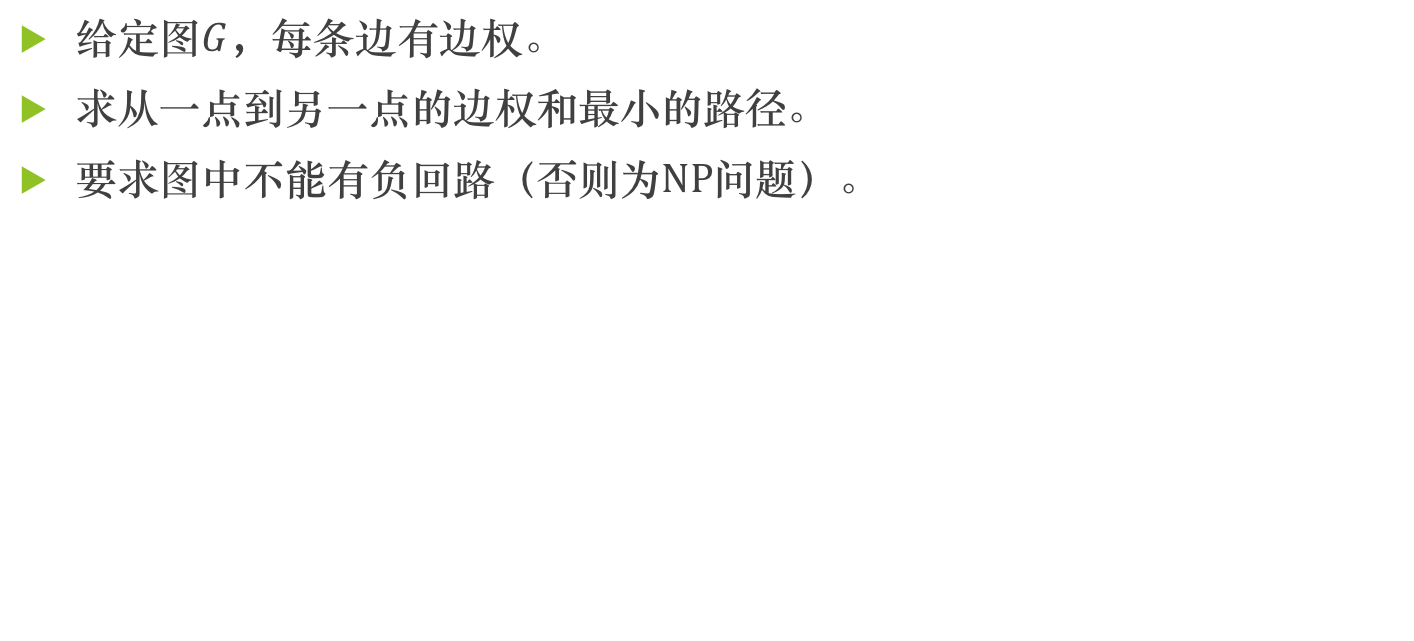 给定图G，每条边有边权。
求从一点到另一点的边权和最小的路径。
要求图中不能有负回路（否则为NP问题）。